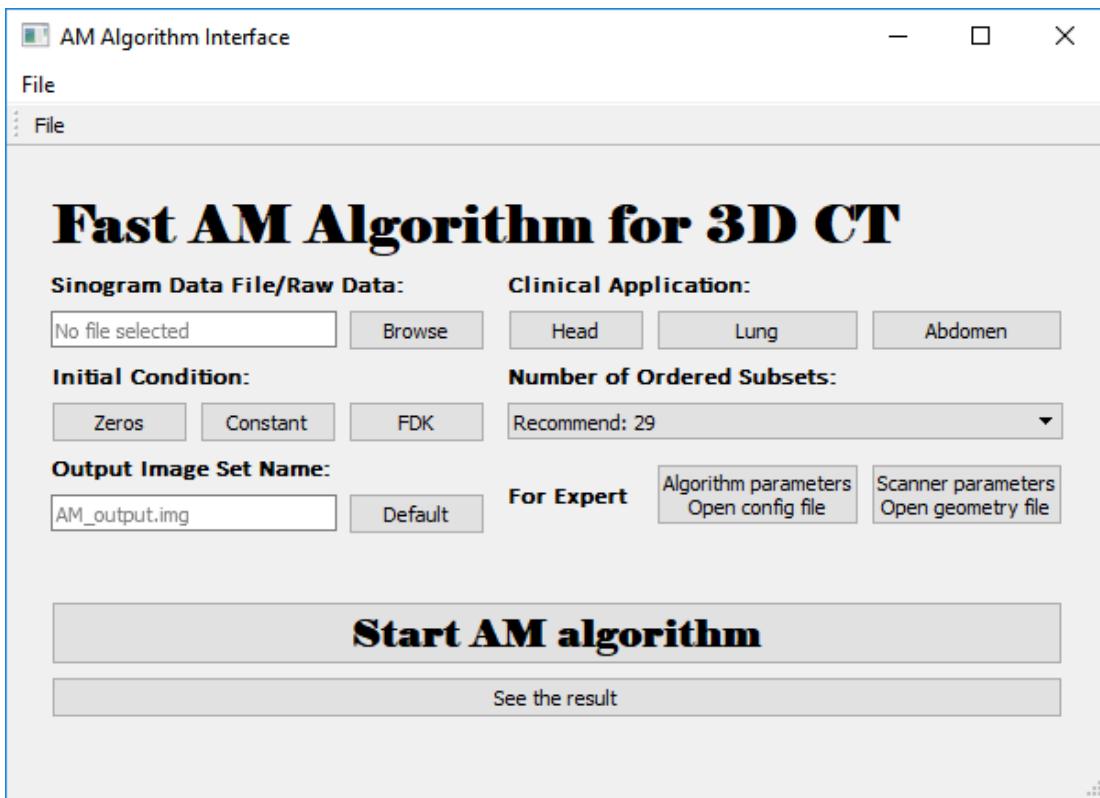 AM Algorithm Interface
File
File
Fast AM Algorithm for 3D CT
Sinogram Data File/Raw Data:
Clinical Application:
No file selected
Browse
Head
Lung
Abdomen
Initial Condition:
Number of Ordered Subsets:
Zeros
Constant
FDK
Recommend: 29
Output Image Set Name:
AM_output.img
Default
For Expert
Algorithm parameters
Open config file
Scanner parameters
Open geometry file
Start AM algorithm
See the result